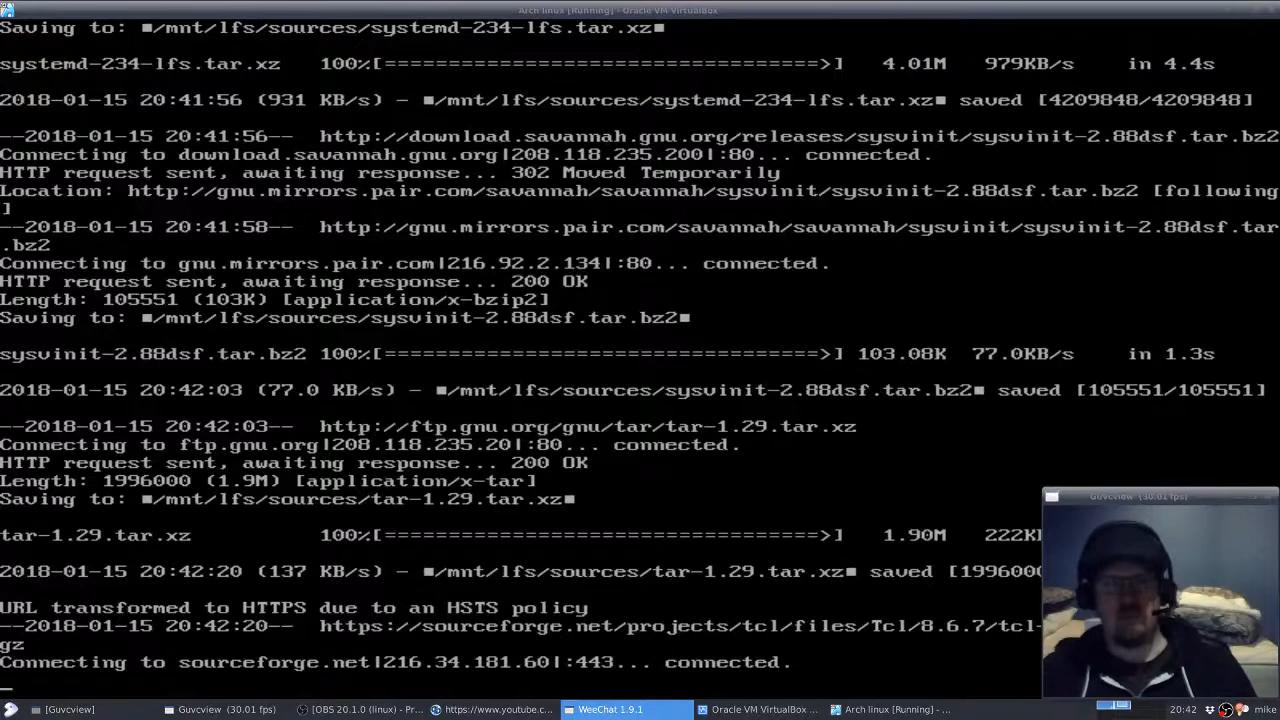 Arch linux [Running] - Oracle VM VirtualBox
Saving to: ■/mnt/lfs/sources/systemd-234-lfs.tar.xz■
systemd-234-lfs.tar.xz 100%[==================================>] 4.01M 979KB/s in 4.4s
2018-01-15 20:41:56 (931 KB/s) - ■/mnt/lfs/sources/systemd-234-lfs.tar.xz■ saved [4209848/4209848]
--2018-01-15 20:41:56-- http://download.savannah.gnu.org/releases/sysvinit/sysvinit-2.88dsf.tar.bz2
Connecting to download.savannah.gnu.org|208.118.235.200|:80... connected.
HTTP request sent, awaiting response... 302 Moved Temporarily
Location: http://gnu.mirrors.pair.com/savannah/savannah/sysvinit/sysvinit-2.88dsf.tar.bz2 [following
]
--2018-01-15 20:41:58-- http://gnu.mirrors.pair.com/savannah/savannah/sysvinit/sysvinit-2.88dsf.tar
.bz2
Connecting to gnu.mirrors.pair.com|216.92.2.134|:80... connected.
HTTP request sent, awaiting response... 200 OK
Length: 105551 (103K) [application/x-bzip2]
Saving to: ■/mnt/lfs/sources/sysvinit-2.88dsf.tar.bz2■
sysvinit-2.88dsf.tar.bz2 100%[==================================>] 103.08K 77.0KB/s in 1.3s
2018-01-15 20:42:03 (77.0 KB/s) - ■/mnt/lfs/sources/sysvinit-2.88dsf.tar.bz2■ saved [105551/105551]
--2018-01-15 20:42:03-- http://ftp.gnu.org/gnu/tar/tar-1.29.tar.xz
Connecting to ftp.gnu.org|208.118.235.20|:80... connected.
HTTP request sent, awaiting response... 200 OK
Length: 1996000 (1.9M) [application/x-tar]
Saving to: ■/mnt/lfs/sources/tar-1.29.tar.xz■
Guvcview (30.01 fps)
tar-1.29.tar.xz 100%[==================================>] 1.90M 222K
2018-01-15 20:42:20 (137 KB/s) - ■/mnt/lfs/sources/tar-1.29.tar.xz■ saved [1996000
URL transformed to HTTPS due to an HSTS policy
--2018-01-15 20:42:20-- https://sourceforge.net/projects/tcl/files/Tcl/8.6.7/tcl-
gz
Connecting to sourceforge.net|216.34.181.60|:443... connected.
[Guvcview] Guvcview (30.01 fps) [OBS 20.1.0 (linux) - Pr... https://www.youtube.c... WeeChat 1.9.1 Oracle VM VirtualBox ... Arch linux [Running] - ... 20:42 mike